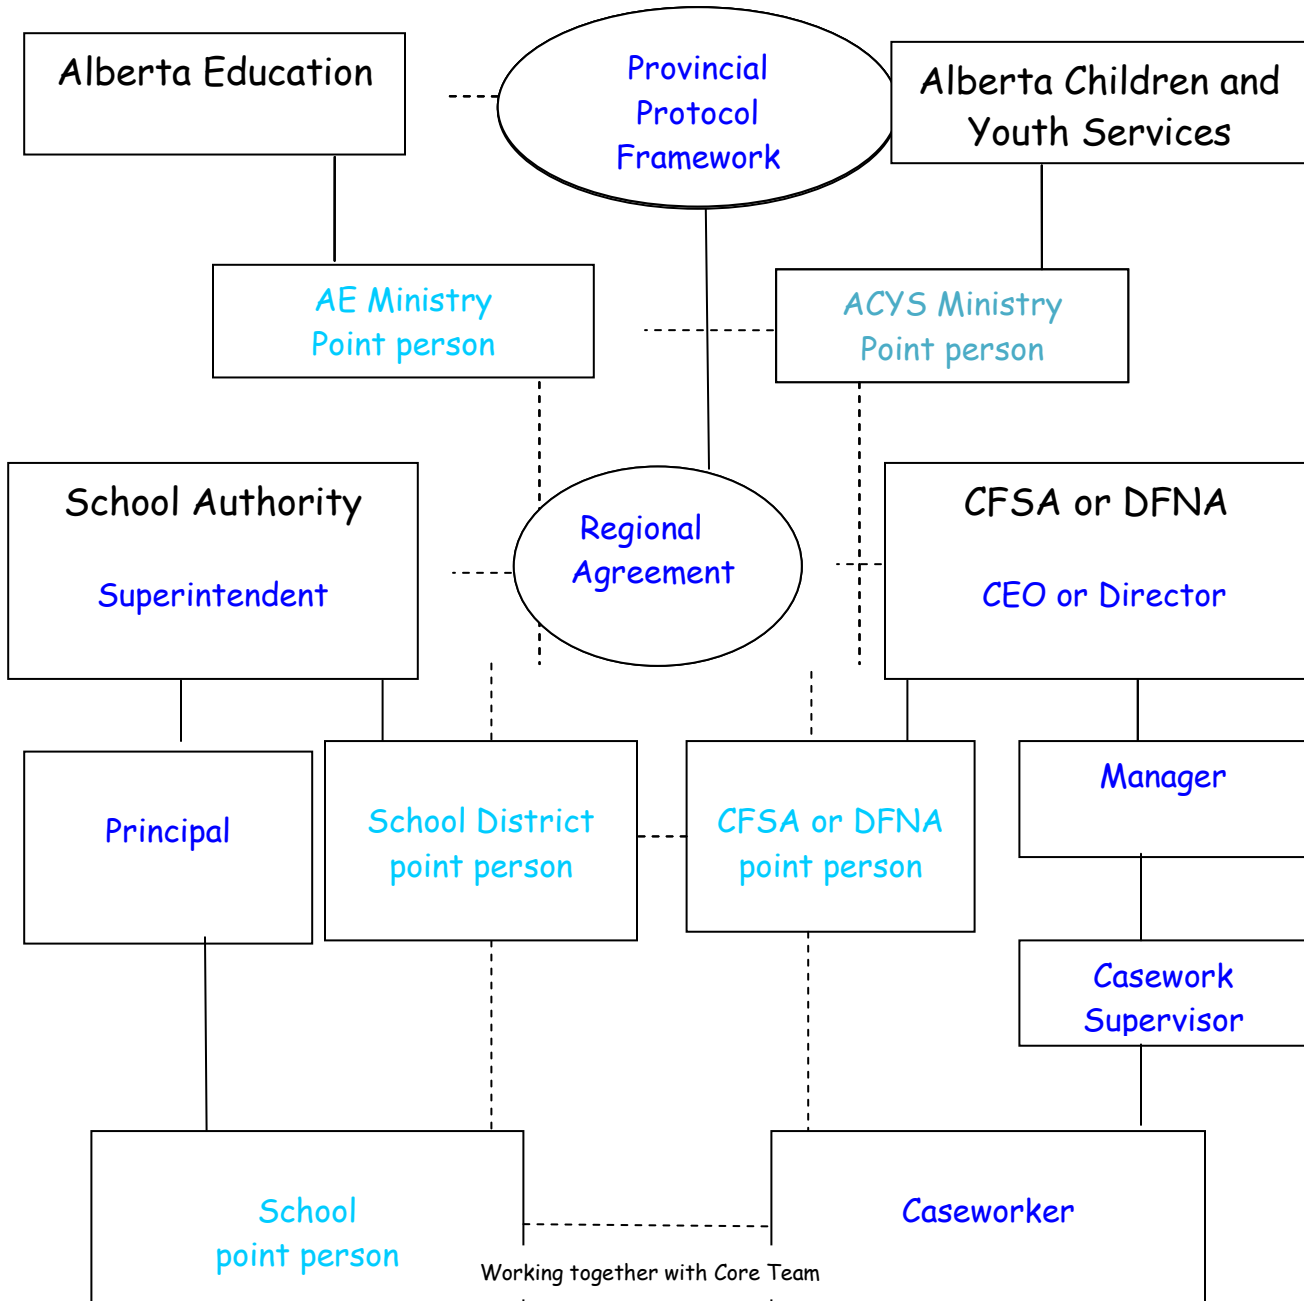 Alberta Education
Provincial
Protocol
Framework
Alberta Children and
Youth Services
AE Ministry
Point person
ACYS Ministry
Point person
School Authority
Superintendent
Regional
Agreement
CFSA or DFNA
CEO or Director
Principal
School District
point person
CFSA or DFNA
point person
Manager
Casework
Supervisor
School
point person
Caseworker
Working together with Core Team